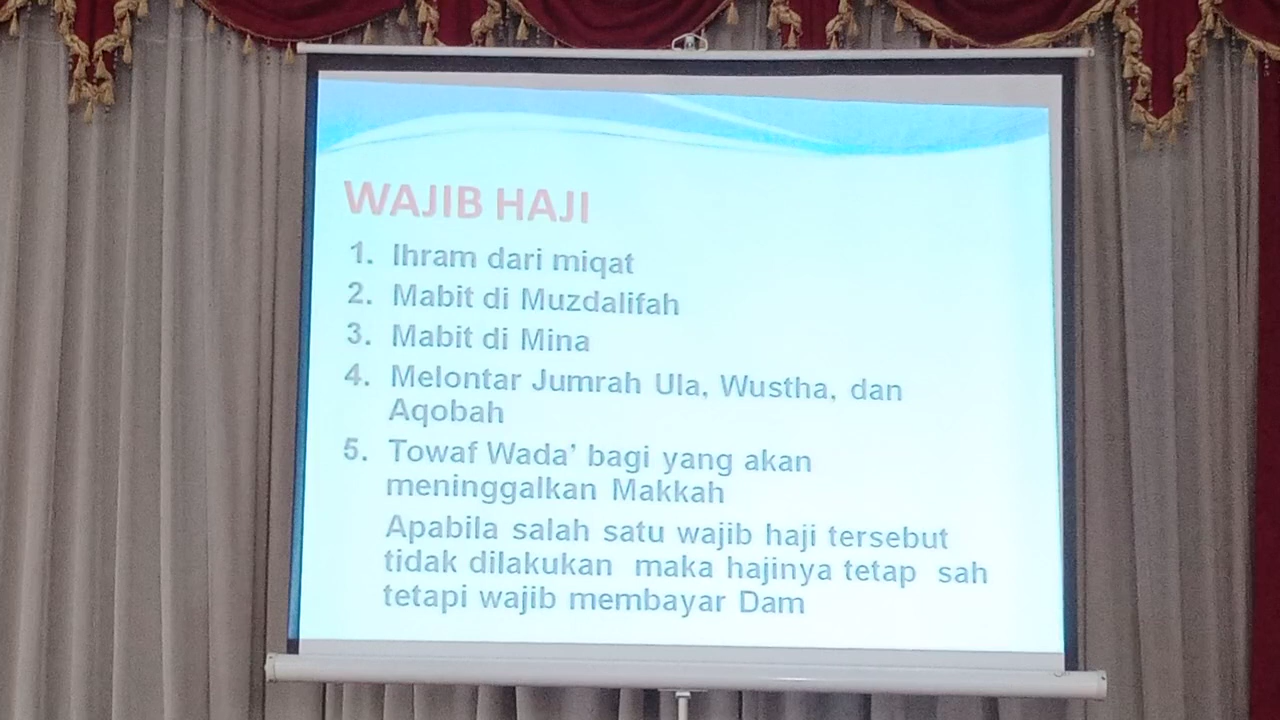 WAJIB HAJI
1. Ihram dari miqat
2. Mabit di Muzdalifah
3. Mabit di Mina
4. Melontar Jumrah Ula, Wustha, dan
Aqobah
5. Towaf Wada' bagi yang akan
meninggalkan Makkah
Apabila salah satu wajib haji tersebut
tidak dilakukan maka hajinya tetap sah
tetapi wajib membayar Dam